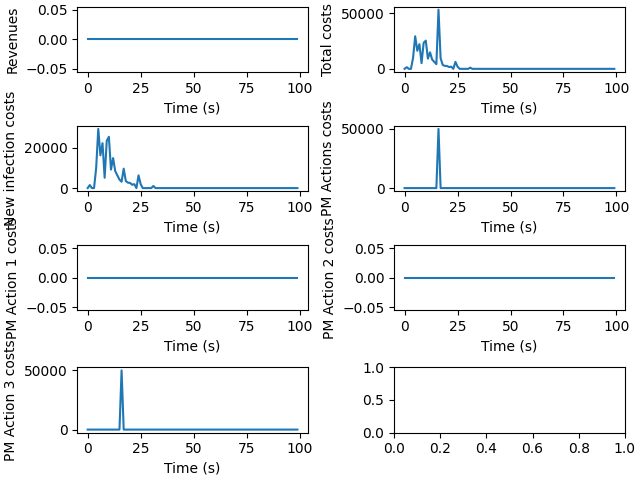 Revenues
0.05
0.00
−0.05
0 25 50 75 100
Time (s)
Total costs
50000
0
0 25 50 75 100
Time (s)
New infection costs
20000
0
0 25 50 75 100
Time (s)
PM Actions costs
50000
0
0 25 50 75 100
Time (s)
PM Action 1 costs
0.05
0.00
−0.05
0 25 50 75 100
Time (s)
PM Action 2 costs
0.05
0.00
−0.05
0 25 50 75 100
Time (s)
PM Action 3 costs
50000
0
0 25 50 75 100
Time (s)
1.0
0.5
0.0
0.0 0.2 0.4 0.6 0.8 1.0